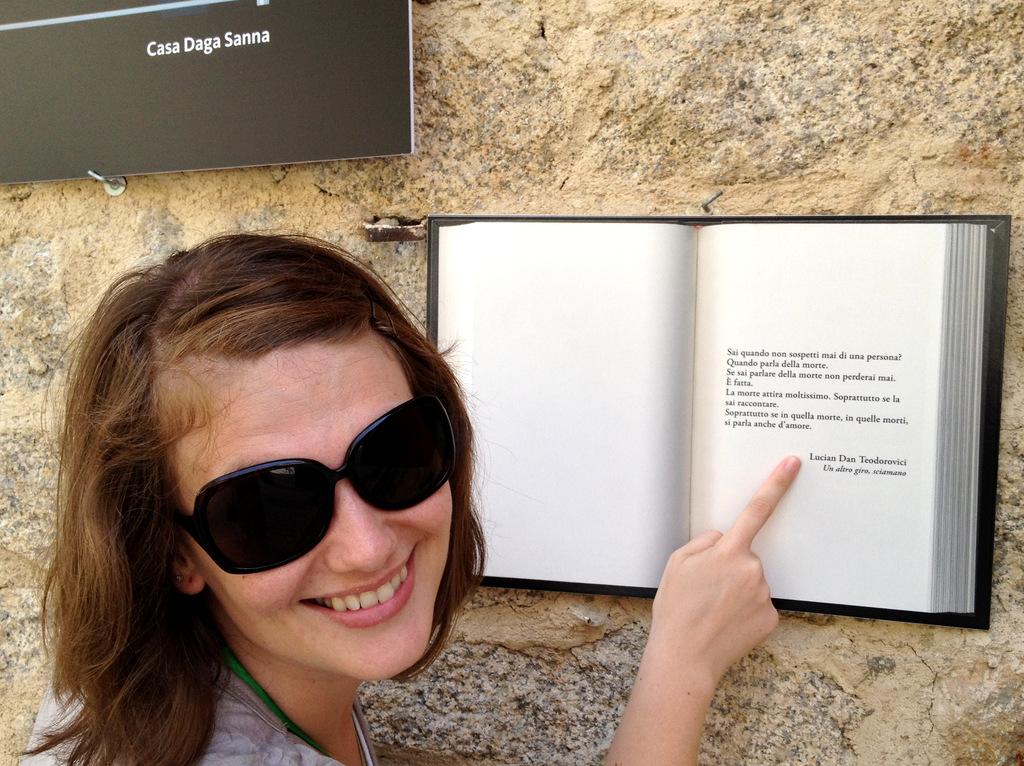 Casa Daga Sanna
Sai quando non sospetti mai di una persona?
Quando parla della morte.
Se sai parlare della morte non perderai mai.
È fatta.
La morte attira moltissimo. Soprattutto se la
sai raccontare.
Soprattutto se in quella morte, in quelle morti,
si parla anche d'amore.
Lucian Dan Teodorovici
Un altro giro, sciamano